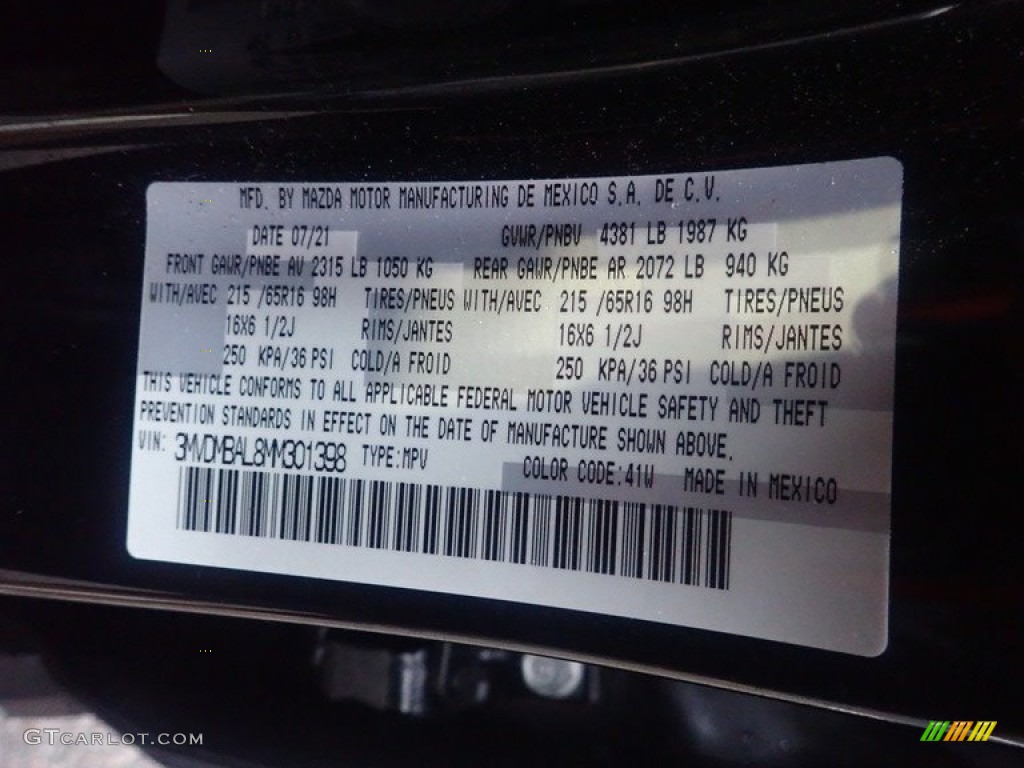 MFD. BY MAZDA MOTOR MANUFACTURING DE MEXICO S.A. DE C.V.
DATE 07/21 GVWR/PNBV 4381 LB 1987 KG
FRONT GAWR/PNBE AV 2315 LB 1050 KG REAR GAWR/PNBE AR 2072 LB 940 KG
WITH/AVEC 215 /65R16 98H TIRES/PNEUS WITH/AVEC 215 /65R16 98H TIRES/PNEUS
16X6 1/2J RIMS/JANTES 16X6 1/2J RIMS/JANTES
250 KPA/36 PSI COLD/A FROID 250 KPA/36 PSI COLD/A FROID
THIS VEHICLE CONFORMS TO ALL APPLICABLE FEDERAL MOTOR VEHICLE SAFETY AND THEFT
PREVENTION STANDARDS IN EFFECT ON THE DATE OF MANUFACTURE SHOWN ABOVE.
VIN: 3MVDMBAL8MM301398 TYPE:MPV COLOR CODE:41W MADE IN MEXICO
GTCARLOT.COM